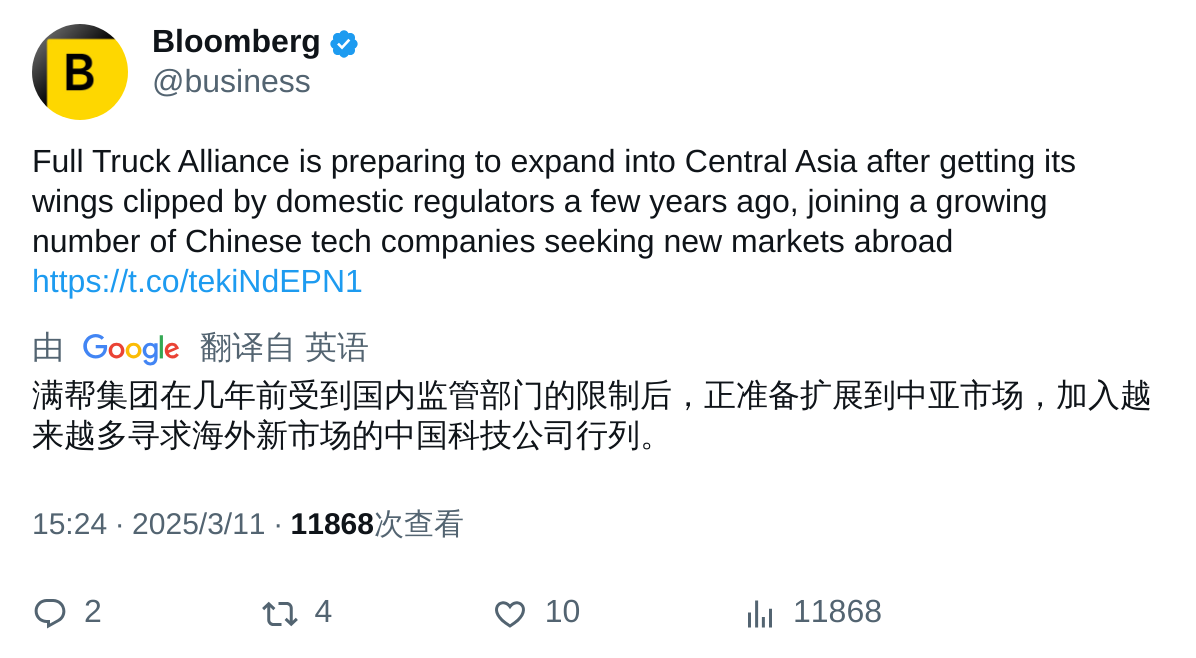 B
Bloomberg
@business
Full Truck Alliance is preparing to expand into Central Asia after getting its
wings clipped by domestic regulators a few years ago, joining a growing
number of Chinese tech companies seeking new markets abroad
https://t.co/tekiNdEPN1
由 Google 翻译自 英语
满帮集团在几年前受到国内监管部门的限制后，正准备扩展到中亚市场，加入越
来越多寻求海外新市场的中国科技公司行列。
15:24 · 2025/3/11 · 11868次查看
2 4 10 11868